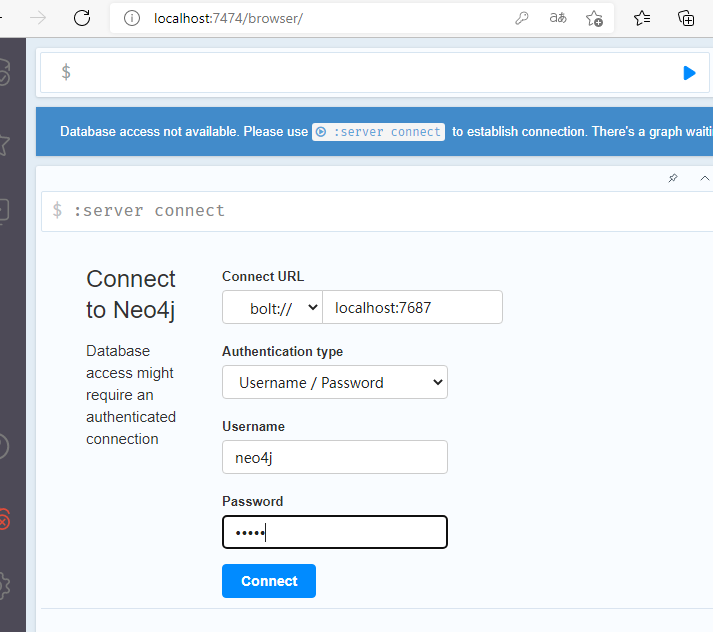 localhost:7474/browser/
aあ
$
Database access not available. Please use :server connect to establish connection. There's a graph waiti
$ :server connect
Connect
to Neo4j
Database
access might
require an
authenticated
connection
Connect URL
bolt:// localhost:7687
Authentication type
Username / Password
Username
neo4j
Password
•••••
Connect